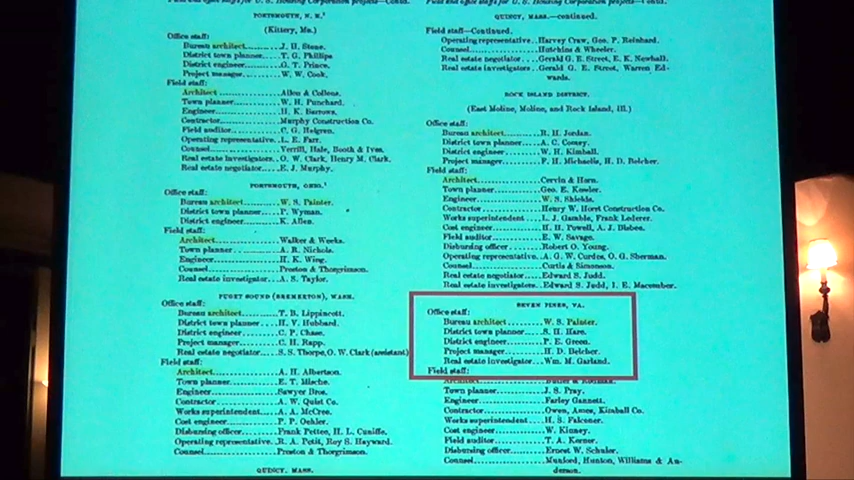 PORTSMOUTH, N. H.¹
(Kittery, Me.)
Office staff:
Bureau architect..........J. H. Stone.
District town planner.....T. G. Phillips
District engineer.........G. T. Prince.
Project manager...........W. W. Cook.
Field staff:
Architect................Allen & Collens.
Town planner.............W. H. Punchard.
Engineer.................H. K. Barrows.
Contractor...............Murphy Construction Co.
Field auditor............C. G. Helgren.
Operating representative..L. E. Farr.
Counsel..................Verrill, Hale, Booth & Ives.
Real estate investigators..O. W. Clark, Henry M. Clark.
Real estate negotiator....E. J. Murphy.
PORTSMOUTH, OHIO.¹
Office staff:
Bureau architect..........W. S. Painter.
District town planner.....P. Wyman.
District engineer.........K. Allen.
Field staff:
Architect................Walker & Weeks.
Town planner.............A. R. Nichols.
Engineer.................H. K. Wing.
Counsel..................Preston & Thorgrimson.
Real estate investigator..A. S. Taylor.
PUGET SOUND (BREMERTON), WASH.
Office staff:
Bureau architect..........T. B. Lippincott.
District town planner.....H. V. Hubbard.
District engineer.........C. P. Chase.
Project manager...........C. H. Rapp.
Real estate negotiator....S. S. Thorpe, O. W. Clark (assistant)
Field staff:
Architect................A. H. Albertson.
Town planner.............E. T. Mische.
Engineer.................Sawyer Bros.
Contractor...............A. W. Quist Co.
Works superintendent.....A. A. McCree.
Cost engineer............P. P. Oehler.
Disbursing officer.......Frank Pettee, H. L. Cunliffe.
Operating representative..R. A. Petit, Roy S. Hayward.
Counsel..................Preston & Thorgrimson.
QUINCY, MASS.
QUINCY, MASS.—continued.
Field staff—Continued.
Operating representative..Harvey Craw, Geo. P. Reinhard.
Counsel..................Hutchins & Wheeler.
Real estate negotiator...Gerald G. E. Street, E. K. Newhall.
Real estate investigators..Gerald G. E. Street, Warren Ed-
wards.
ROCK ISLAND DISTRICT.
(East Moline, Moline, and Rock Island, Ill.)
Office staff:
Bureau architect..........R. H. Jordan.
District town planner.....A. C. Comey.
District engineer.........W. H. Kimball.
Project manager...........F. H. Michaelis, H. D. Belcher.
Field staff:
Architect................Cervin & Horn.
Town planner.............Geo. E. Kessler.
Engineer.................W. S. Shields.
Contractor...............Henry W. Horst Construction Co.
Works superintendent.....L. J. Gamble, Frank Lederer.
Cost engineer............H. H. Powell, A. J. Bisbee.
Field auditor............E. W. Savage.
Disbursing officer.......Robert O. Young.
Operating representative..A. G. W. Curdes, O. G. Sherman.
Counsel..................Curtis & Simonson.
Real estate negotiator...Edward S. Judd.
Real estate investigators..Edward S. Judd, I. E. Macomber.
SEVEN PINES, VA.
Office staff:
Bureau architect..........W. S. Painter.
District town planner.....S. H. Hare.
District engineer.........P. E. Green.
Project manager...........H. D. Belcher.
Real estate investigator...Wm. M. Garland.
Field staff:
Architect
Town planner.............J. S. Pray.
Engineer.................Farley Gannett.
Contractor...............Owen, Ames, Kimball Co.
Works superintendent.....H. S. Falconer.
Cost engineer............W. Kinney.
Field auditor............T. A. Korner.
Disbursing officer.......Ernest W. Schuler.
Counsel..................Munford, Hunton, Williams & An-
derson.